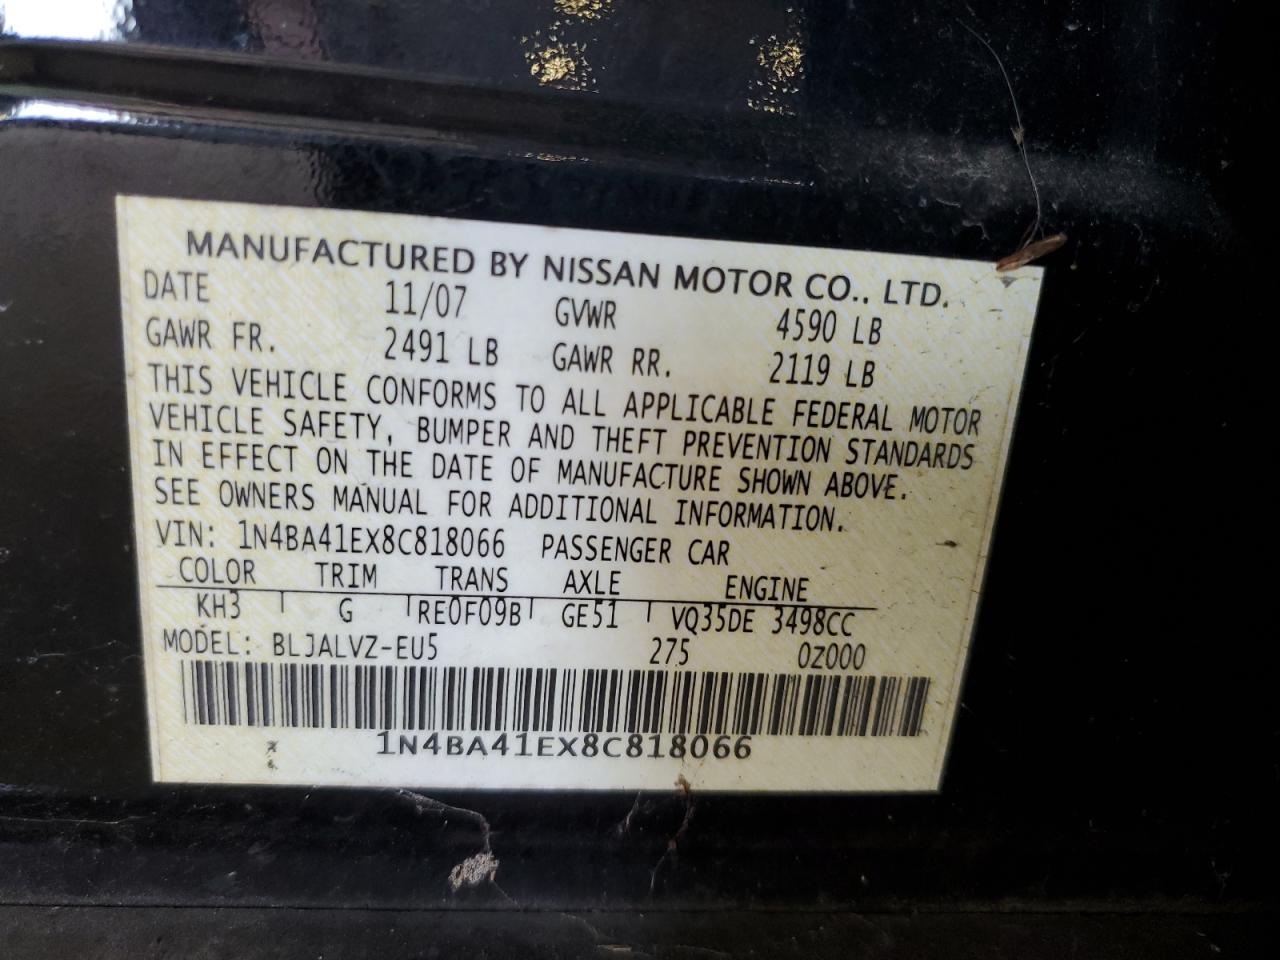 MANUFACTURED BY NISSAN MOTOR CO., LTD.
DATE 11/07 GVWR 4590 LB
GAWR FR. 2491 LB GAWR RR. 2119 LB
THIS VEHICLE CONFORMS TO ALL APPLICABLE FEDERAL MOTOR
VEHICLE SAFETY, BUMPER AND THEFT PREVENTION STANDARDS
IN EFFECT ON THE DATE OF MANUFACTURE SHOWN ABOVE.
SEE OWNERS MANUAL FOR ADDITIONAL INFORMATION.
VIN: 1N4BA41EX8C818066 PASSENGER CAR
COLOR TRIM TRANS AXLE ENGINE
KH3 G RE0F09B GE51 VQ35DE 3498CC
MODEL: BLJALVZ-EU5 275 0Z000
1N4BA41EX8C818066